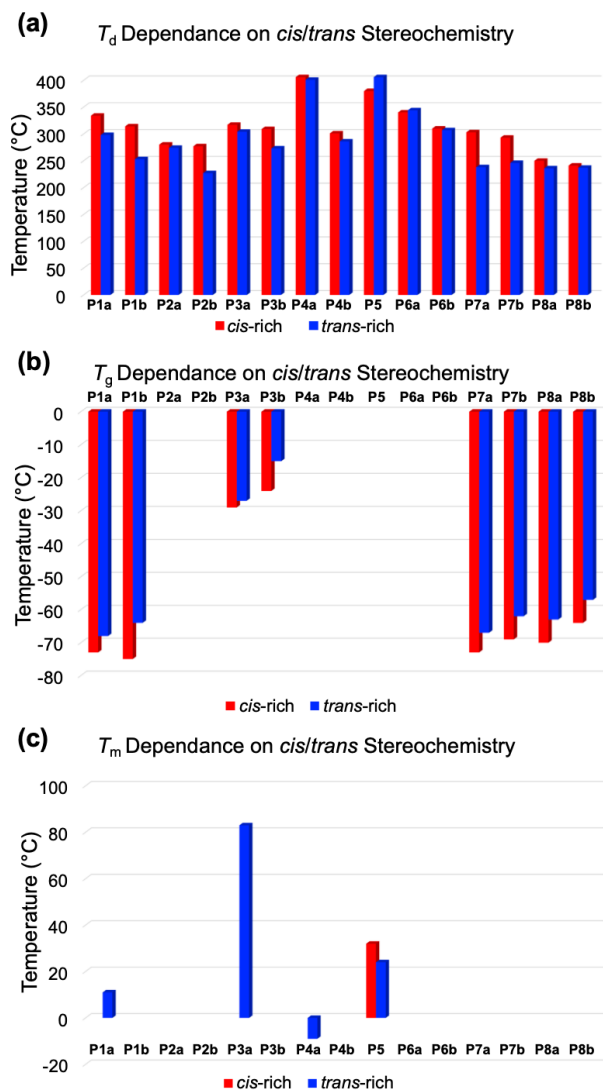 (a)
Td Dependance on cis/trans Stereochemistry
Temperature (°C)
400
350
300
250
200
150
100
50
0
P1a P1b P2a P2b P3a P3b P4a P4b P5 P6a P6b P7a P7b P8a P8b
cis-rich trans-rich
(b)
Tg Dependance on cis/trans Stereochemistry
P1a P1b P2a P2b P3a P3b P4a P4b P5 P6a P6b P7a P7b P8a P8b
Temperature (°C)
0
-10
-20
-30
-40
-50
-60
-70
-80
cis-rich trans-rich
(c)
Tm Dependance on cis/trans Stereochemistry
Temperature (°C)
100
80
60
40
20
0
P1a P1b P2a P2b P3a P3b P4a P4b P5 P6a P6b P7a P7b P8a P8b
-20
cis-rich trans-rich